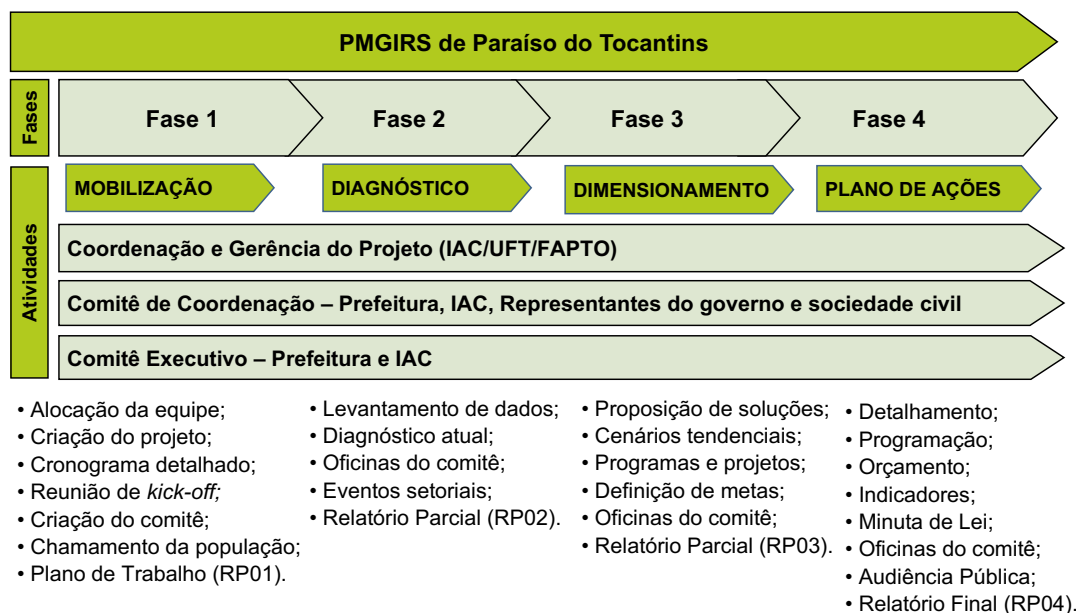 PMGIRS de Paraíso do Tocantins
Fases
Fase 1
Fase 2
Fase 3
Fase 4
Atividades
MOBILIZAÇÃO
DIAGNÓSTICO
DIMENSIONAMENTO
PLANO DE AÇÕES
Coordenação e Gerência do Projeto (IAC/UFT/FAPTO)
Comitê de Coordenação – Prefeitura, IAC, Representantes do governo e sociedade civil
Comitê Executivo – Prefeitura e IAC
• Alocação da equipe;
• Criação do projeto;
• Cronograma detalhado;
• Reunião de kick-off;
• Criação do comitê;
• Chamamento da população;
• Plano de Trabalho (RP01).
• Levantamento de dados;
• Diagnóstico atual;
• Oficinas do comitê;
• Eventos setoriais;
• Relatório Parcial (RP02).
• Proposição de soluções;
• Cenários tendenciais;
• Programas e projetos;
• Definição de metas;
• Oficinas do comitê;
• Relatório Parcial (RP03).
• Detalhamento;
• Programação;
• Orçamento;
• Indicadores;
• Minuta de Lei;
• Oficinas do comitê;
• Audiência Pública;
• Relatório Final (RP04).